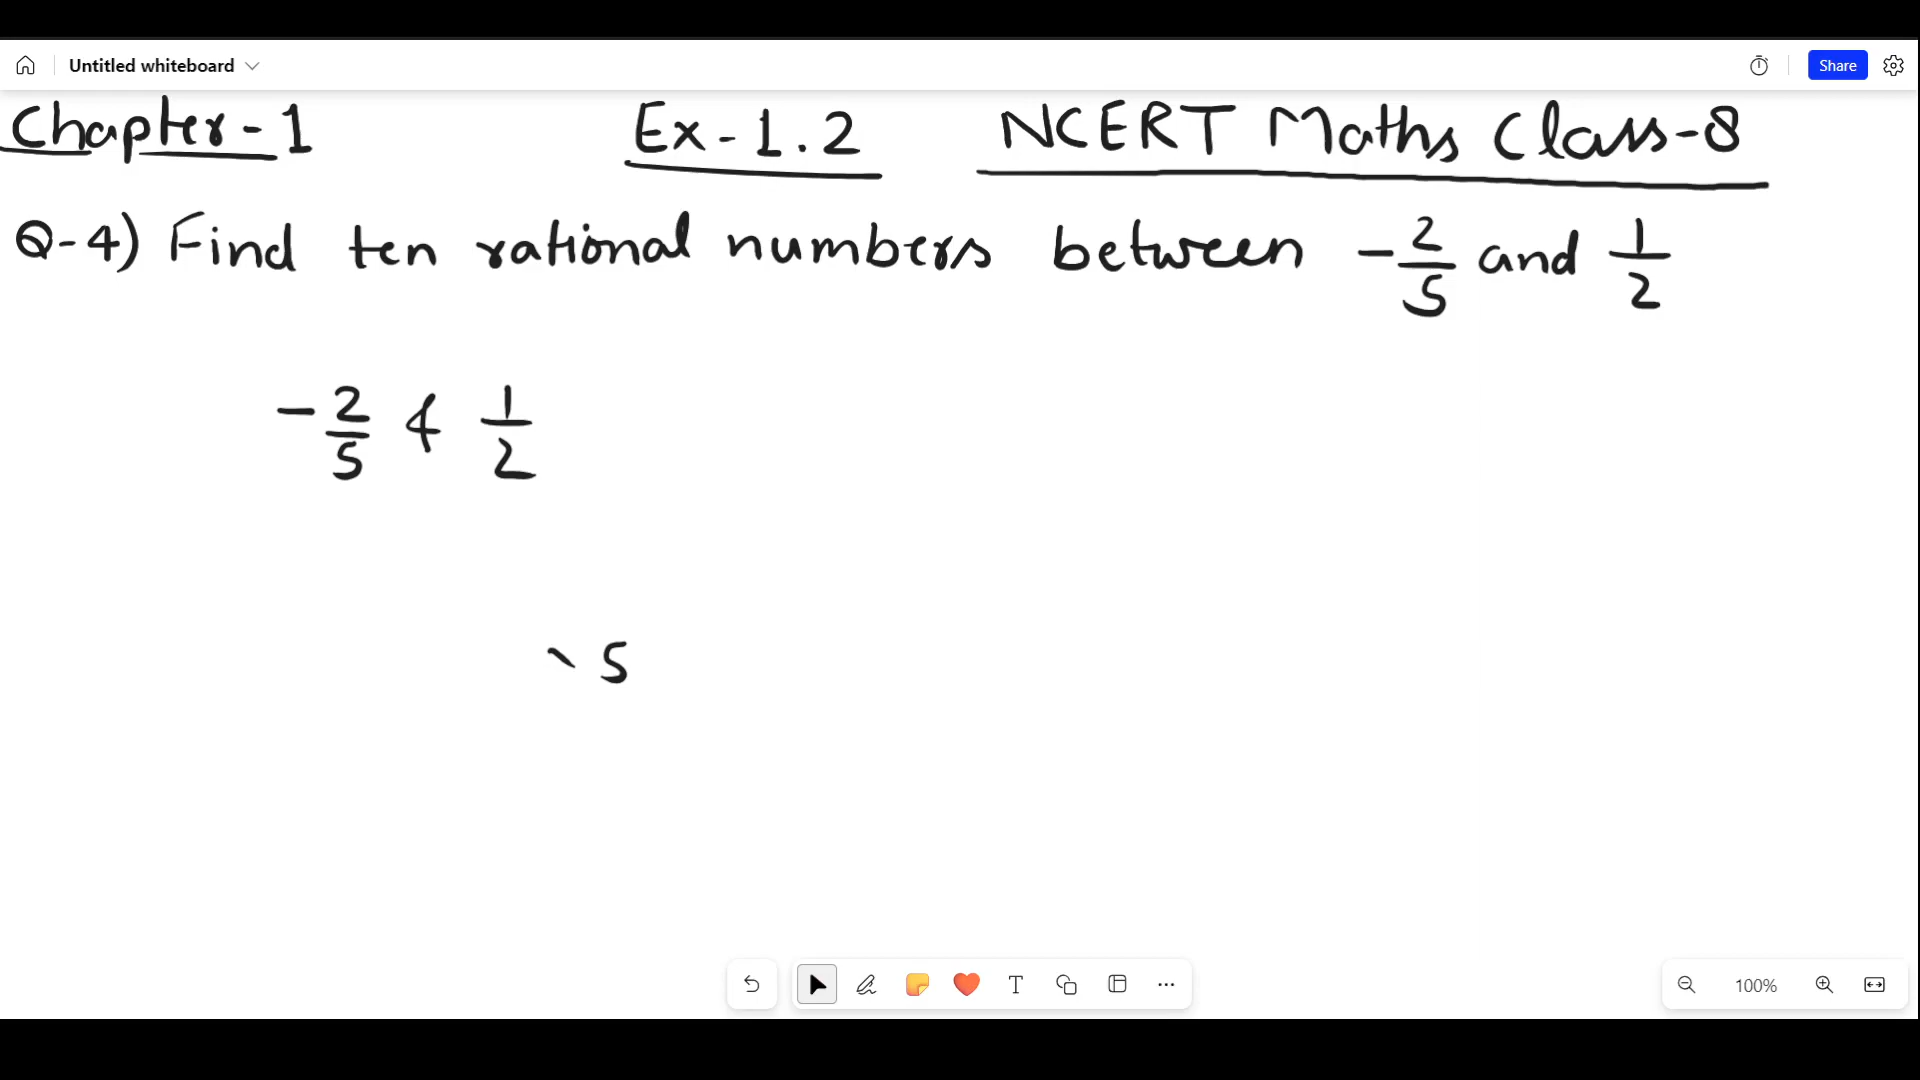 Untitled whiteboard
Share
Chapter-1 Ex-1.2 NCERT Maths Class-8
Q-4) Find ten rational numbers between -2/5 and 1/2
-2/5 & 1/2
5
100%